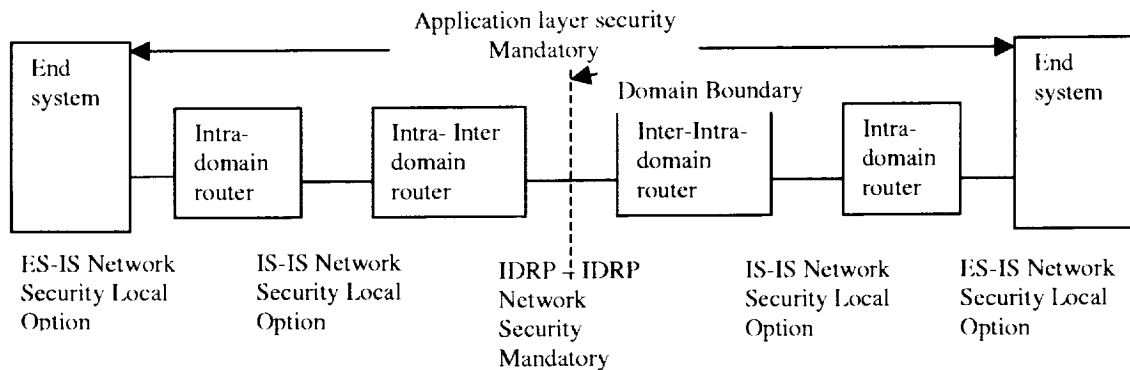 Application layer security
Mandatory
End
system
End
system
Domain Boundary
Intra-
domain
router
Intra- Inter
domain
router
Inter-Intra-
domain
router
Intra-
domain
router
ES-IS Network
Security Local
Option
IS-IS Network
Security Local
Option
IDRP – IDRP
Network
Security
Mandatory
IS-IS Network
Security Local
Option
ES-IS Network
Security Local
Option